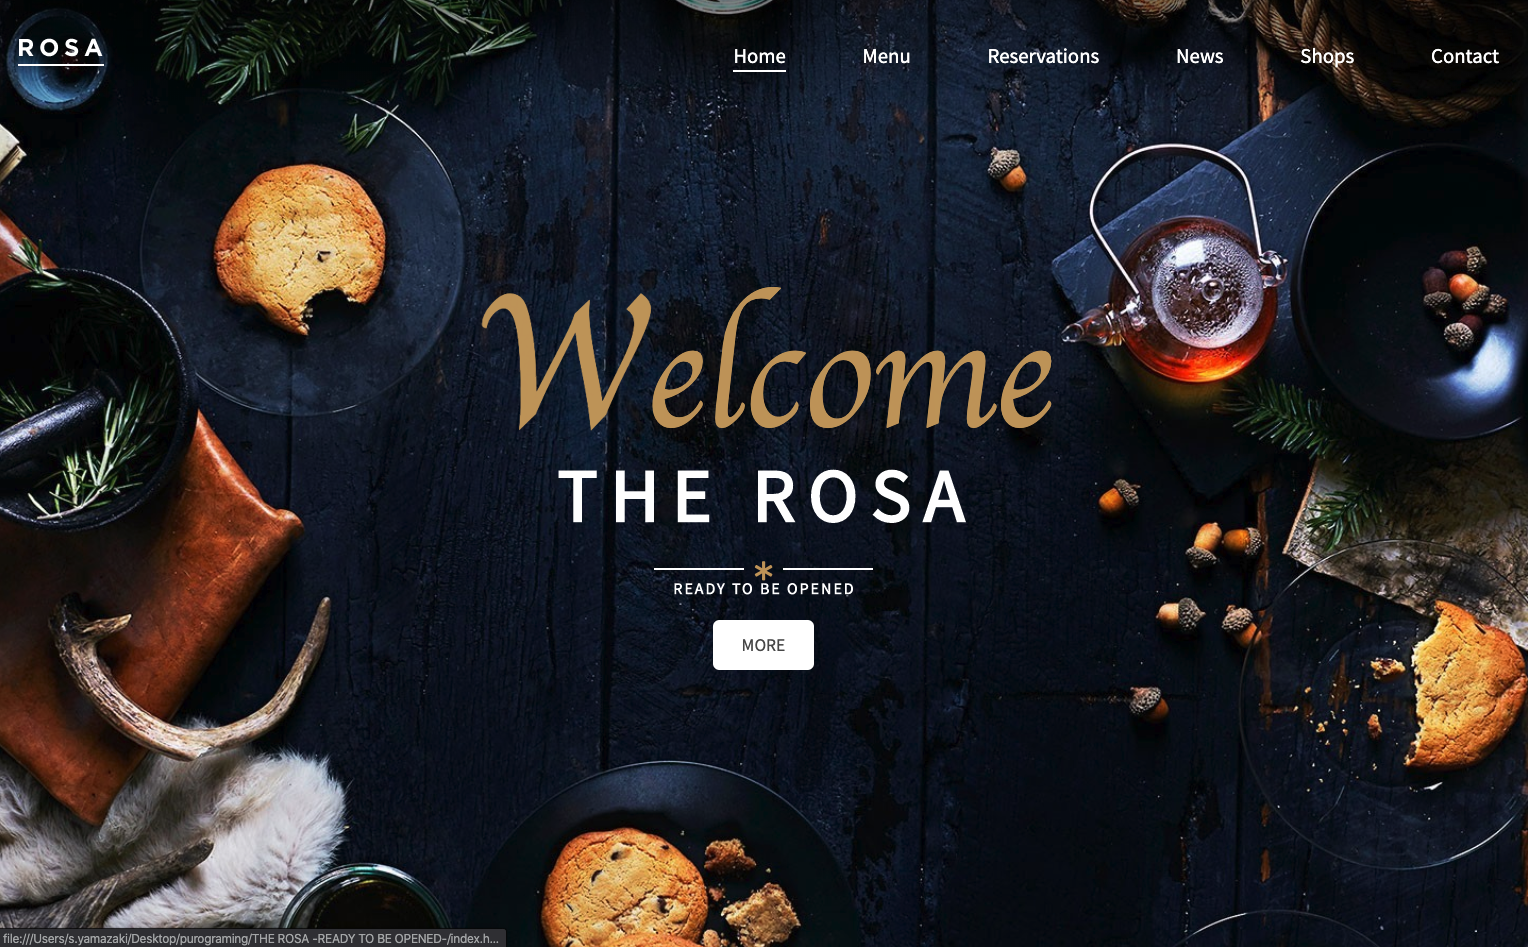 ROSA
Home Menu Reservations News Shops Contact
Welcome
THE ROSA
*
READY TO BE OPENED
MORE
file:///Users/s.yamazaki/Desktop/purograming/THE ROSA -READY TO BE OPENED-/index.h...